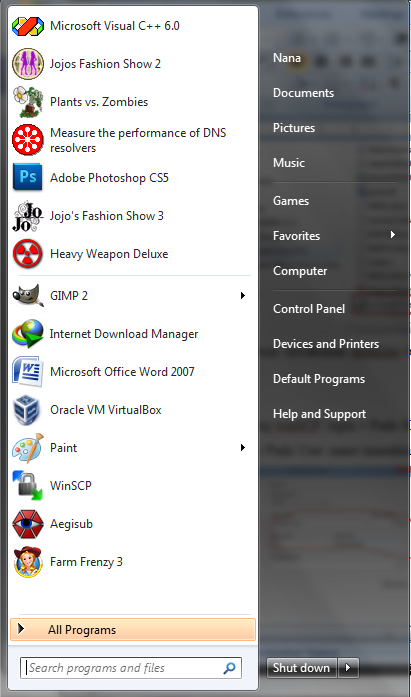 Microsoft Visual C++ 6.0
Jojos Fashion Show 2
Plants vs. Zombies
Measure the performance of DNS
resolvers
Ps
Adobe Photoshop CS5
Jo
Jo
Jojo's Fashion Show 3
Heavy Weapon Deluxe
GIMP 2
Internet Download Manager
W
Microsoft Office Word 2007
Oracle VM VirtualBox
Paint
WinSCP
Aegisub
Farm Frenzy 3
All Programs
Search programs and files
Nana
Documents
Pictures
Music
Games
Favorites
Computer
Control Panel
Devices and Printers
Default Programs
Help and Support
Shut down